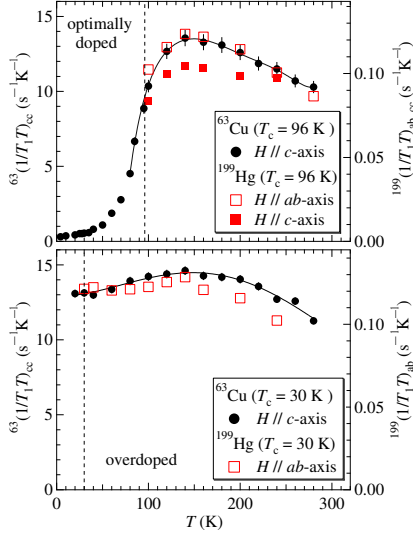 optimally
doped
15
10
5
0
⁶³(1/T₁T)cc (s⁻¹K⁻¹)
0.10
0.05
0.00
¹⁹⁹(1/T₁T)ab,cc (s⁻¹K⁻¹)
⁶³Cu (Tc = 96 K)
H // c-axis
¹⁹⁹Hg (Tc = 96 K)
H // ab-axis
H // c-axis
15
10
5
0
⁶³(1/T₁T)cc (s⁻¹K⁻¹)
0.10
0.05
0.00
¹⁹⁹(1/T₁T)ab (s⁻¹K⁻¹)
⁶³Cu (Tc = 30 K)
H // c-axis
¹⁹⁹Hg (Tc = 30 K)
H // ab-axis
overdoped
0 100 200 300
T (K)